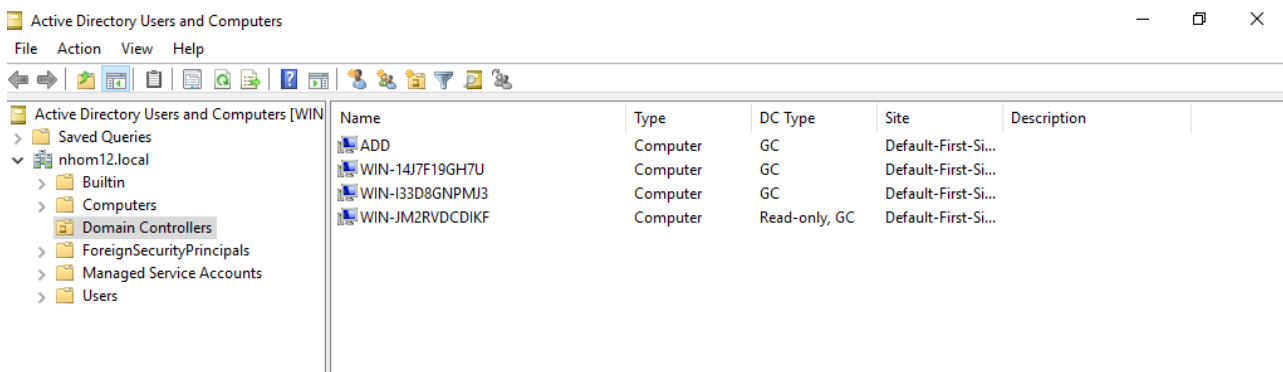 Active Directory Users and Computers
File Action View Help
Active Directory Users and Computers [WIN
Saved Queries
nhom12.local
Builtin
Computers
Domain Controllers
ForeignSecurityPrincipals
Managed Service Accounts
Users
Name Type DC Type Site Description
ADD Computer GC Default-First-Si...
WIN-14J7F19GH7U Computer GC Default-First-Si...
WIN-I33D8GNPMJ3 Computer GC Default-First-Si...
WIN-JM2RVDCDIKF Computer Read-only, GC Default-First-Si...